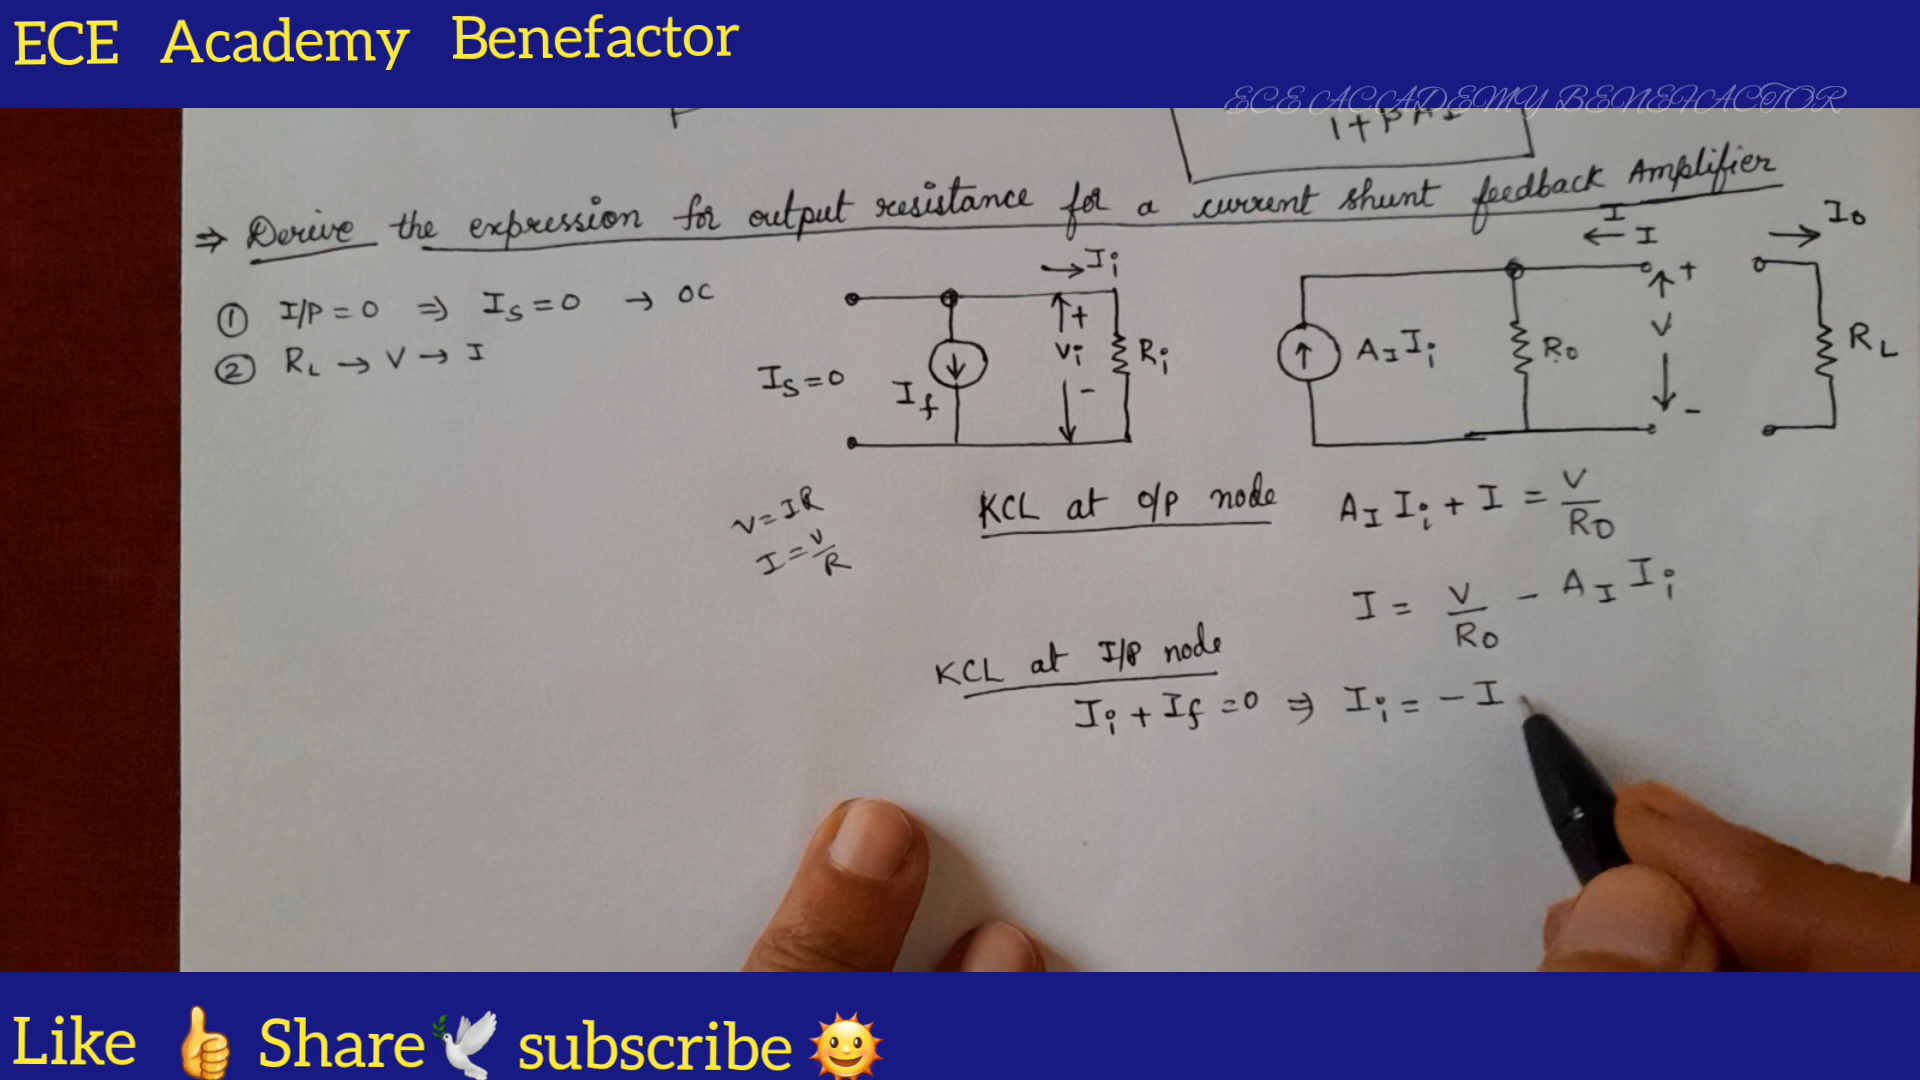 ECE Academy Benefactor
ECE ACCADEMY BENEFACTOR
1+βAI
⇒ Derive the expression for output resistance for a current shunt feedback Amplifier
① I/P = 0 ⇒ IS = 0 → OC
② RL → V → I
IS = 0
If
→ Ii
+
Vi
-
Ri
AI Ii
Ro
I
← I
+
V
-
→ Io
RL
V = IR
I = V/R
KCL at O/P node AI Ii + I = V/RO
I = V/RO - AI Ii
KCL at I/P node
Ii + If = 0 ⇒ Ii = - I
Like 👍 Share 🕊 subscribe 🌞